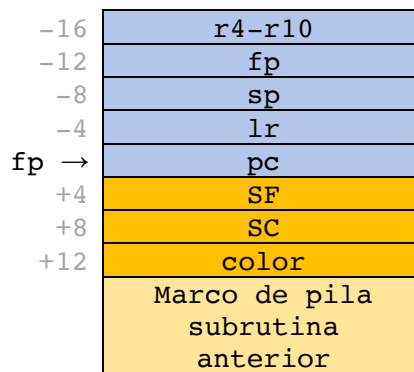 −16 r4−r10
−12 fp
−8 sp
−4 lr
fp → pc
+4 SF
+8 SC
+12 color
Marco de pila
subrutina
anterior